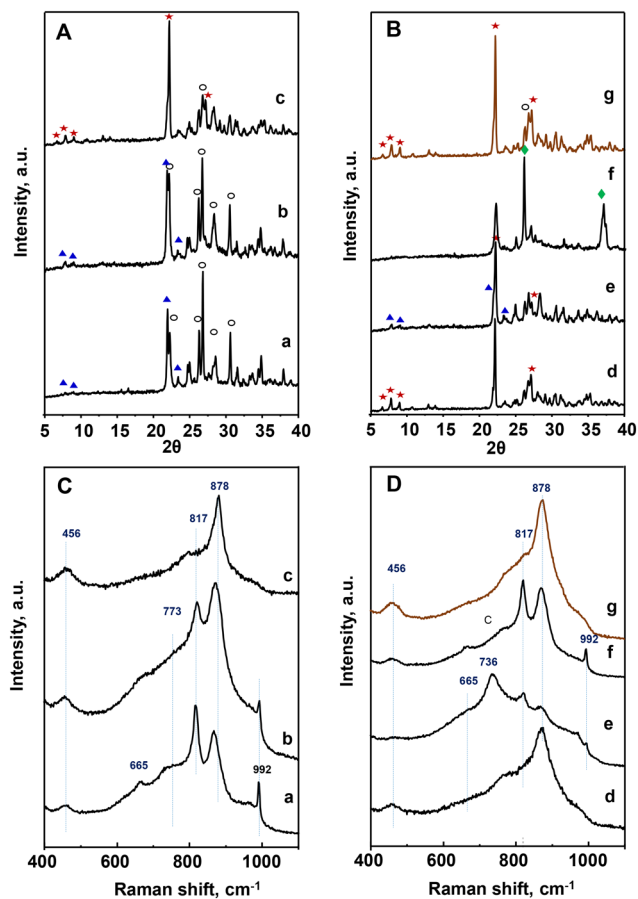 A
c
b
a
Intensity, a.u.
5 10 15 20 25 30 35 40
2θ
B
g
f
e
d
Intensity, a.u.
5 10 15 20 25 30 35 40
2θ
C
878
817
456
773
665
992
c
b
a
Intensity, a.u.
400 600 800 1000
Raman shift, cm-1
D
878
817
456
C
992
736
665
g
f
e
d
Intensity, a.u.
400 600 800 1000
Raman shift, cm-1